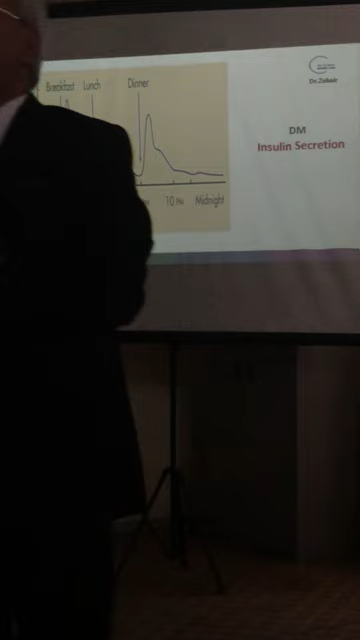 Breakfast Lunch Dinner
10 PM Midnight
Dr. Zubair
DM
Insulin Secretion